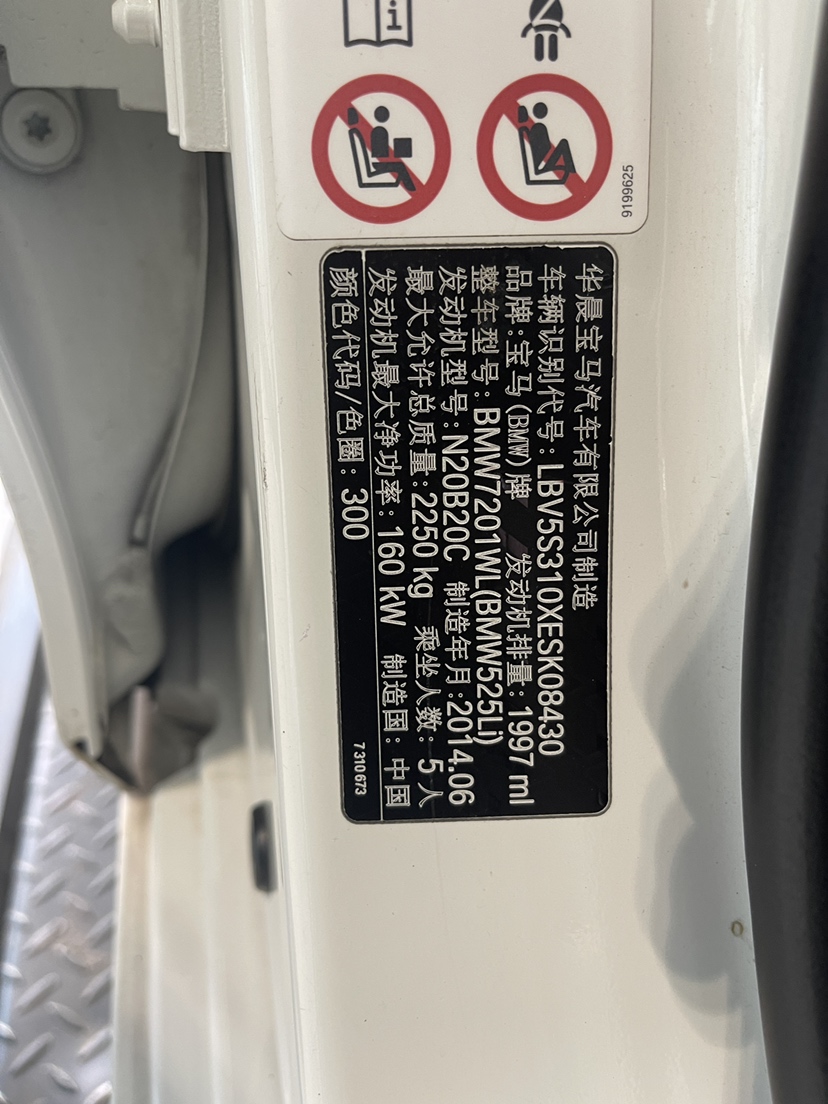 9199625
华晨宝马汽车有限公司制造
车辆识别代号：LBV5S310XESK08430
品牌：宝马(BMW)牌 发动机排量：1997 ml
整车型号：BMW7201WL(BMW525Li)
发动机型号：N20B20C 制造年月：2014.06
最大允许总质量：2250 kg 乘坐人数：5人
发动机最大净功率：160 kW 制造国：中国
颜色代码/色圈：300
7310673